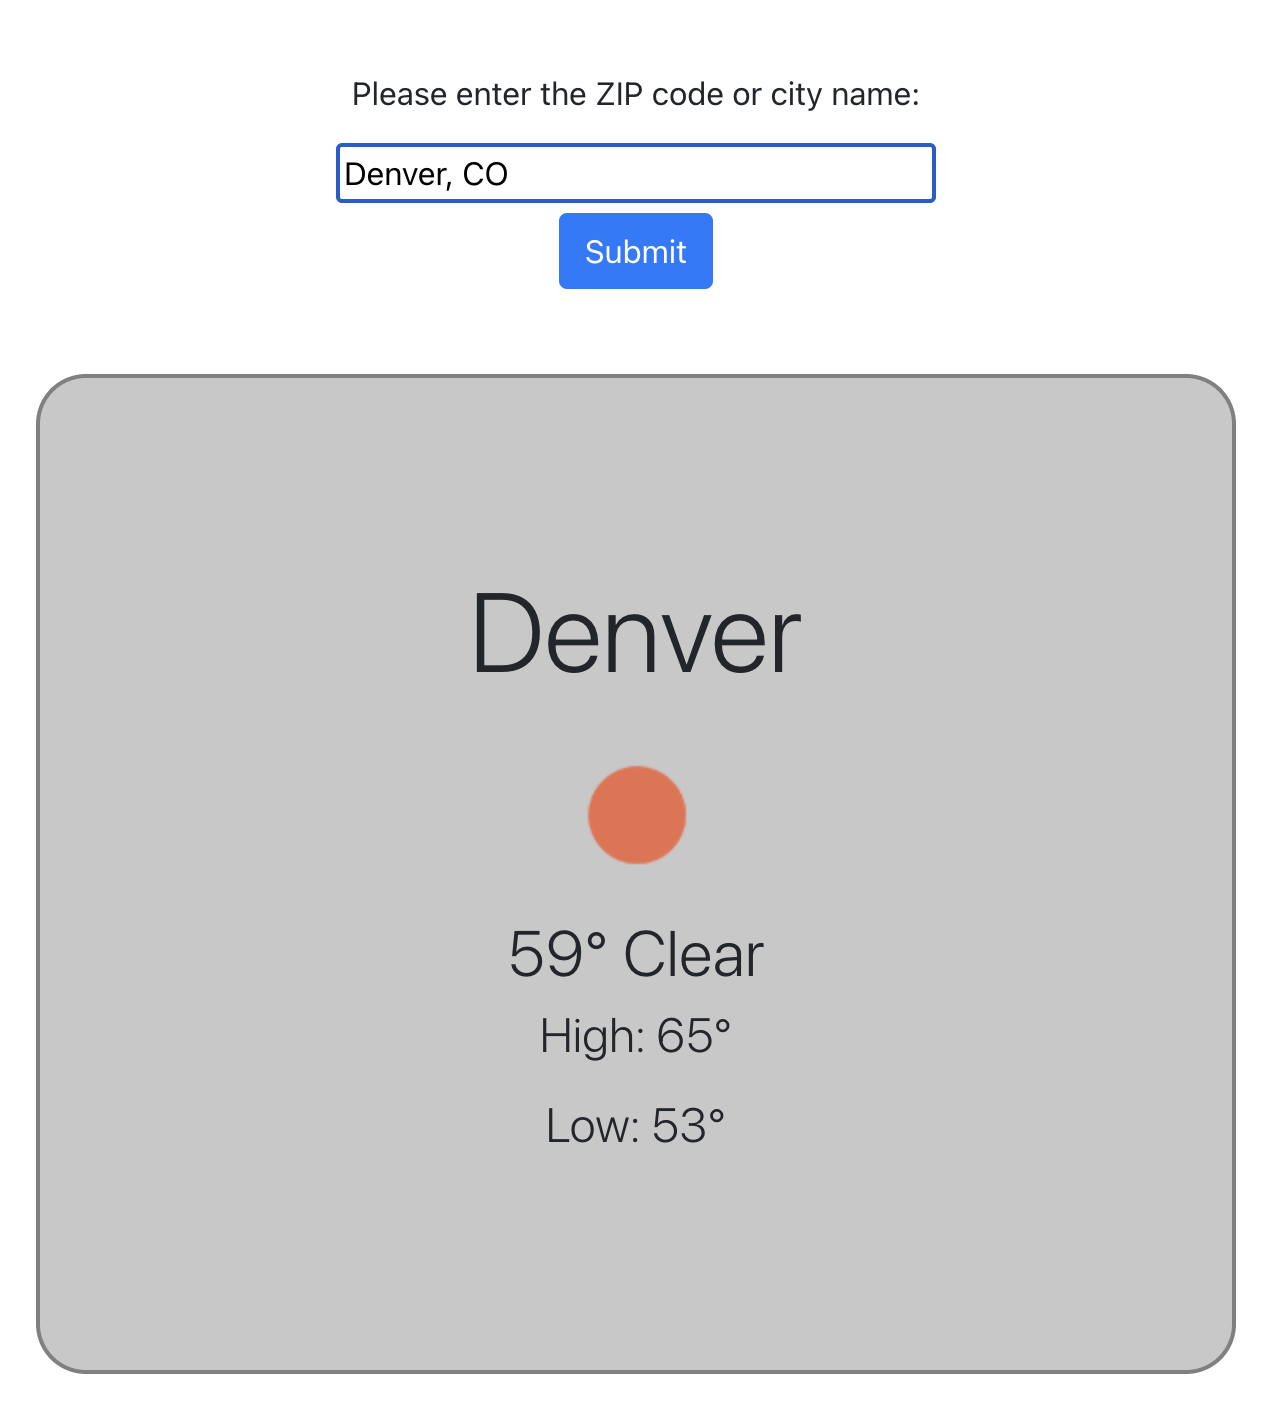 Please enter the ZIP code or city name:
Denver, CO
Submit
Denver
59° Clear
High: 65°
Low: 53°